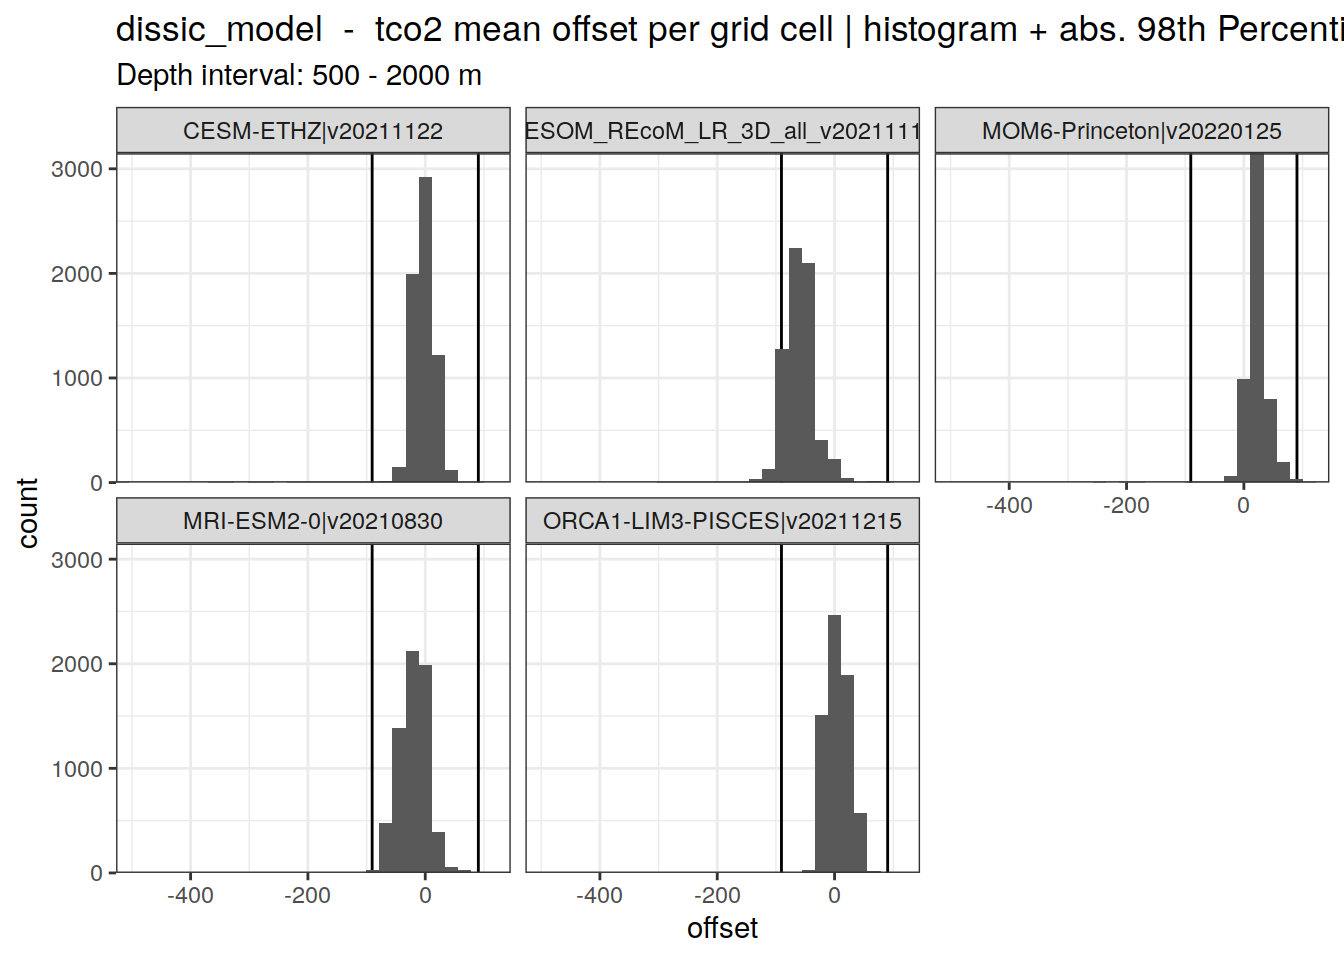 dissic_model - tco2 mean offset per grid cell | histogram + abs. 98th Percenti
Depth interval: 500 - 2000 m
CESM-ETHZ|v20211122
ESOM_REcoM_LR_3D_all_v2021111
MOM6-Princeton|v20220125
3000
2000
1000
0
-400
-200
0
count
MRI-ESM2-0|v20210830
ORCA1-LIM3-PISCES|v20211215
3000
2000
1000
0
-400
-200
0
-400
-200
0
offset